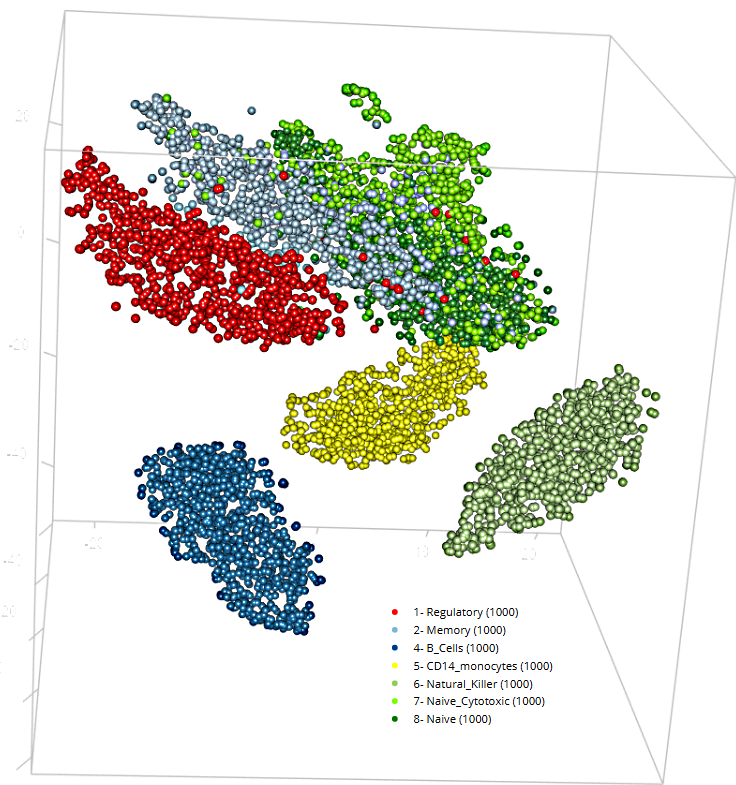 20
0
-20
-40
-20
10
20
1- Regulatory (1000)
2- Memory (1000)
4- B_Cells (1000)
5- CD14_monocytes (1000)
6- Natural_Killer (1000)
7- Naive_Cytotoxic (1000)
8- Naive (1000)